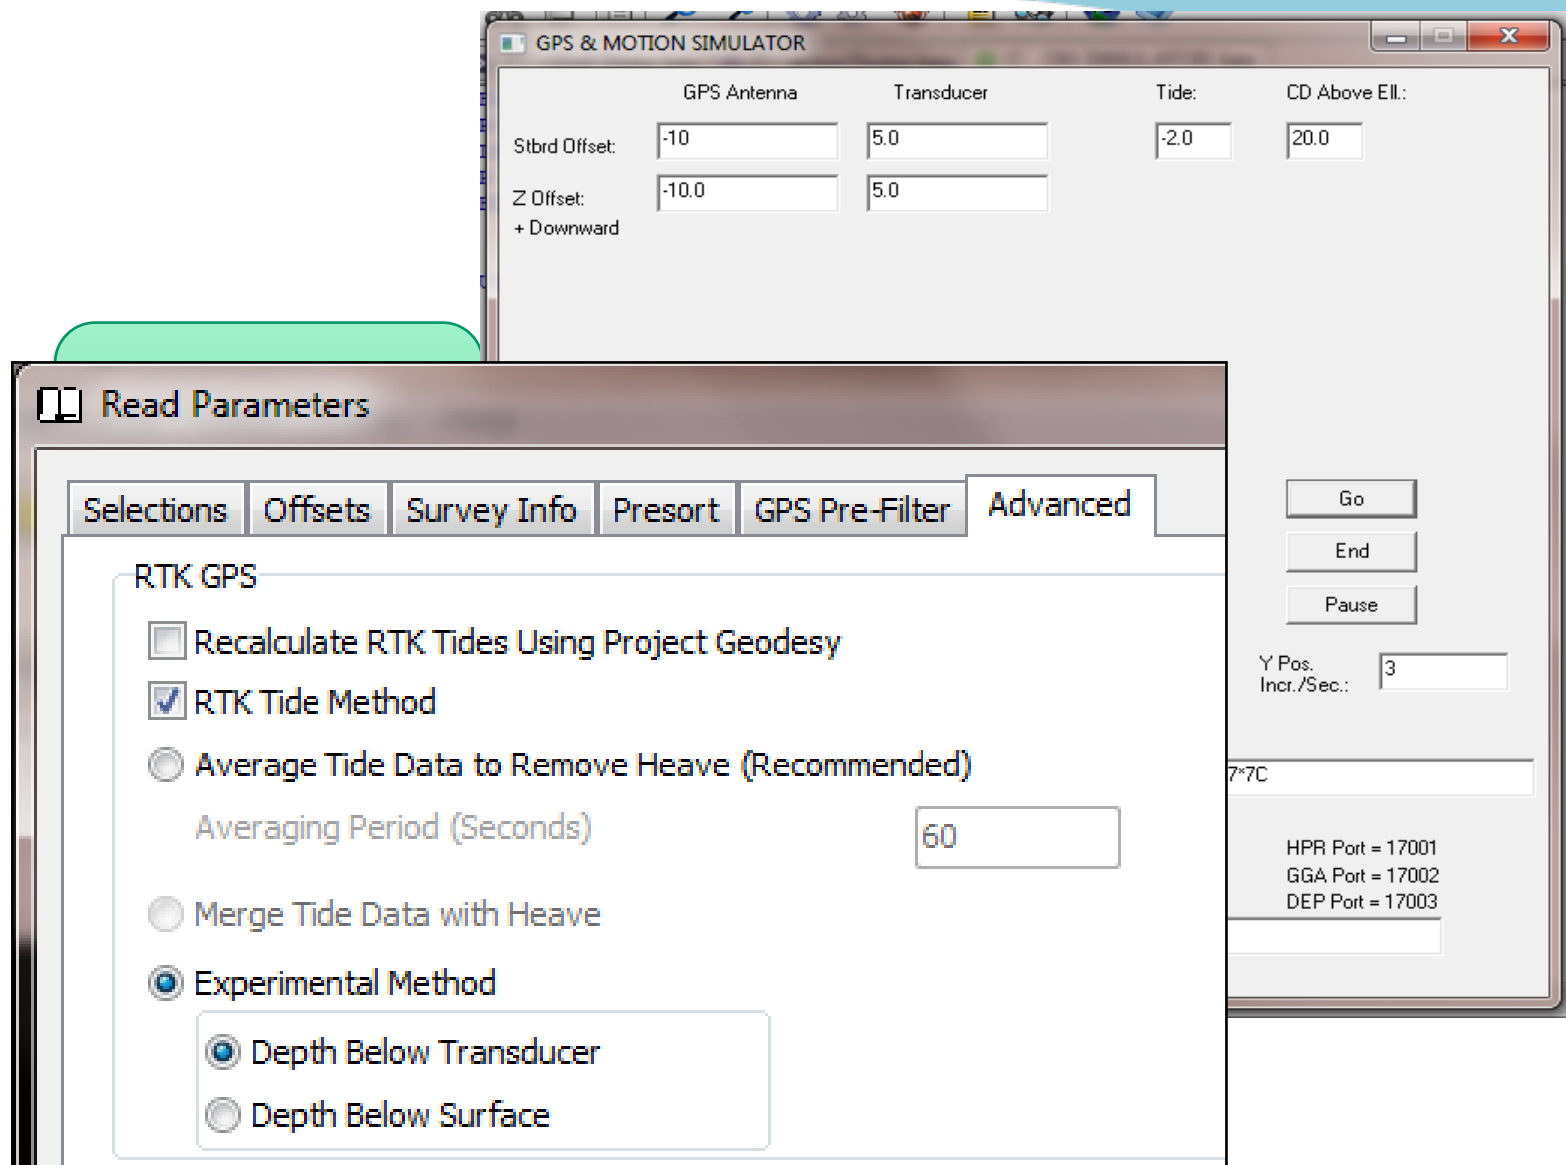 GPS & MOTION SIMULATOR
GPS Antenna Transducer Tide: CD Above Ell.:
Stbrd Offset: -10 5.0 -2.0 20.0
Z Offset: -10.0 5.0
+ Downward
Read Parameters
Selections Offsets Survey Info Presort GPS Pre-Filter Advanced
RTK GPS
Recalculate RTK Tides Using Project Geodesy
RTK Tide Method
Average Tide Data to Remove Heave (Recommended)
Averaging Period (Seconds) 60
Merge Tide Data with Heave
Experimental Method
Depth Below Transducer
Depth Below Surface
Go
End
Pause
Y Pos.
Incr./Sec.: 3
7*7C
HPR Port = 17001
GGA Port = 17002
DEP Port = 17003